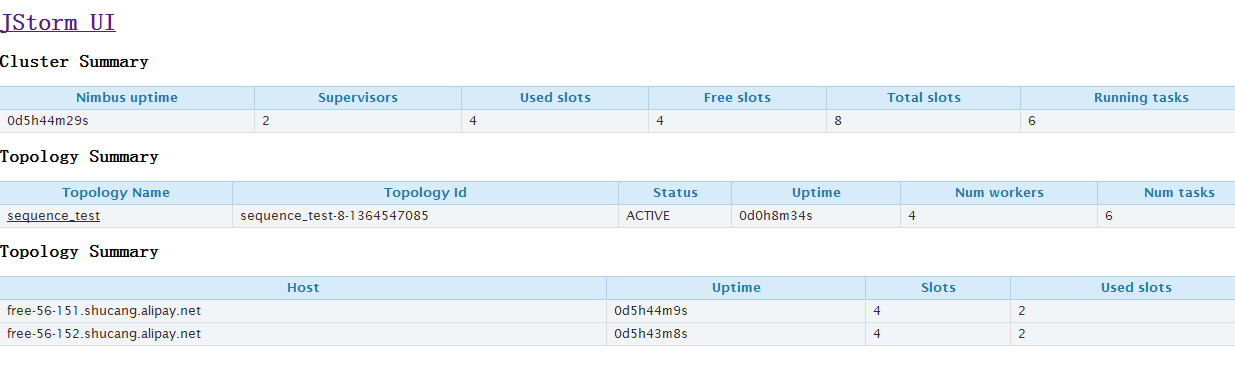 JStorm UI
Cluster Summary
Nimbus uptime Supervisors Used slots Free slots Total slots Running tasks
0d5h44m29s 2 4 4 8 6
Topology Summary
Topology Name Topology Id Status Uptime Num workers Num tasks
sequence_test sequence_test-8-1364547085 ACTIVE 0d0h8m34s 4 6
Topology Summary
Host Uptime Slots Used slots
free-56-151.shucang.alipay.net 0d5h44m9s 4 2
free-56-152.shucang.alipay.net 0d5h43m8s 4 2